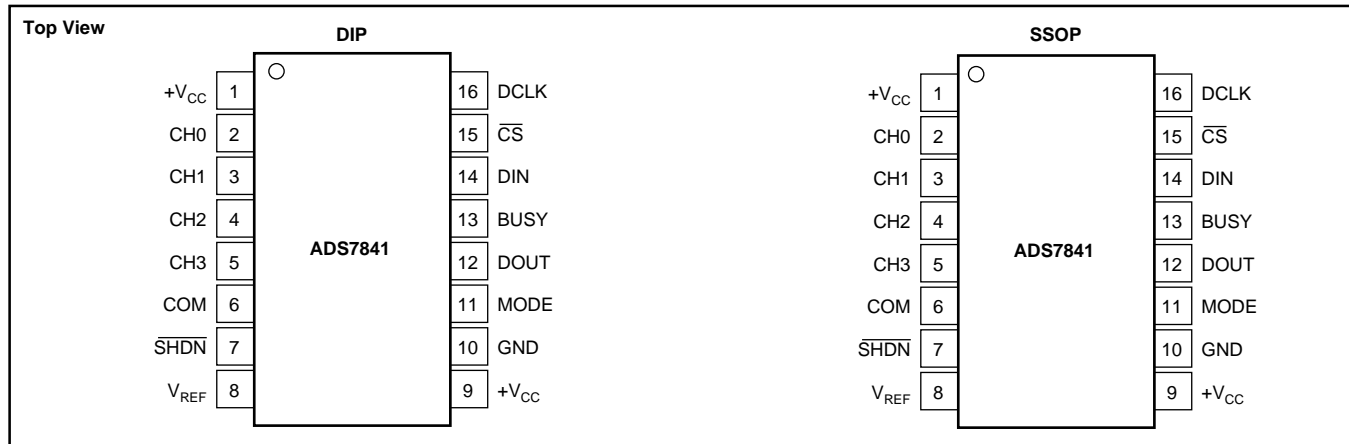 Top View
DIP
+VCC 1 16 DCLK
CH0 2 15 CS
CH1 3 14 DIN
CH2 4 13 BUSY
CH3 5 12 DOUT
COM 6 11 MODE
SHDN 7 10 GND
VREF 8 9 +VCC
ADS7841
SSOP
+VCC 1 16 DCLK
CH0 2 15 CS
CH1 3 14 DIN
CH2 4 13 BUSY
CH3 5 12 DOUT
COM 6 11 MODE
SHDN 7 10 GND
VREF 8 9 +VCC
ADS7841